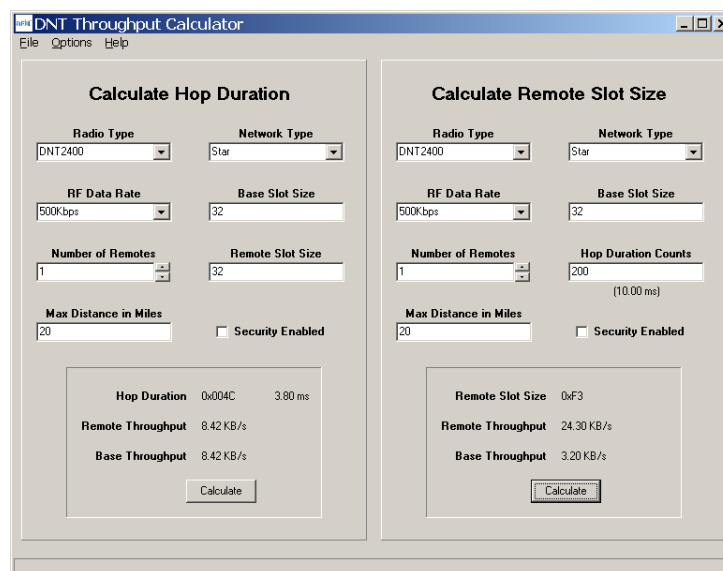 RFM DNT Throughput Calculator
File Options Help
Calculate Hop Duration
Radio Type Network Type
DNT2400 Star
RF Data Rate Base Slot Size
500Kbps 32
Number of Remotes Remote Slot Size
1 32
Max Distance in Miles
20 Security Enabled
Hop Duration 0x004C 3.80 ms
Remote Throughput 8.42 KB/s
Base Throughput 8.42 KB/s
Calculate
Calculate Remote Slot Size
Radio Type Network Type
DNT2400 Star
RF Data Rate Base Slot Size
500Kbps 32
Number of Remotes Hop Duration Counts
1 200
(10.00 ms)
Max Distance in Miles
20 Security Enabled
Remote Slot Size 0xF3
Remote Throughput 24.30 KB/s
Base Throughput 3.20 KB/s
Calculate